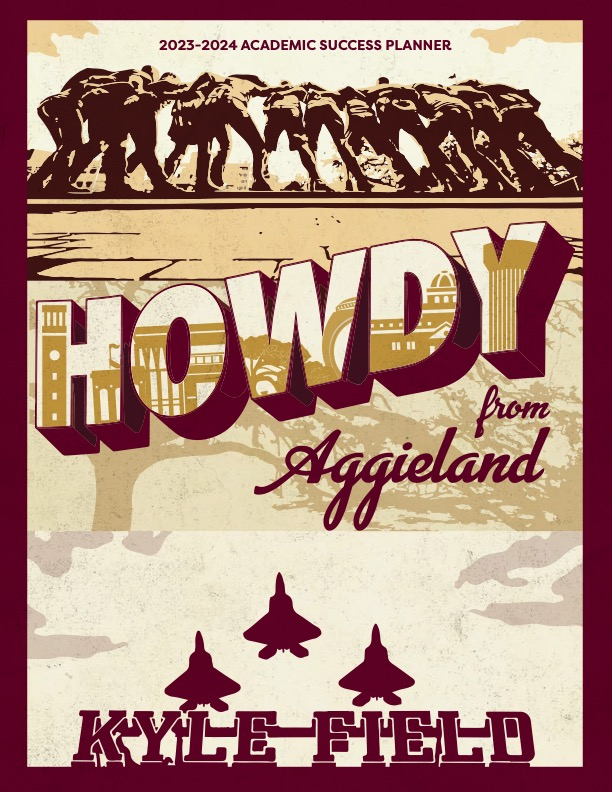 2023-2024 ACADEMIC SUCCESS PLANNER
HOWDY
from
Aggieland
KYLE FIELD